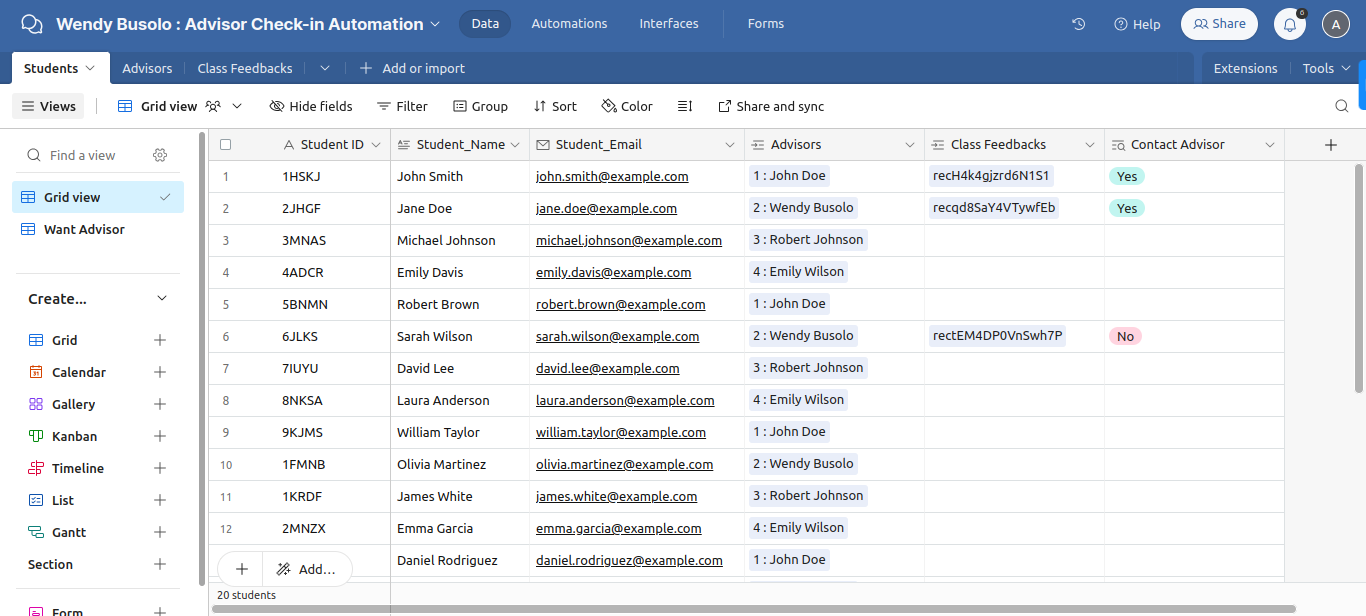 Wendy Busolo : Advisor Check-in Automation Data Automations Interfaces Forms Help Share 6 A
Students Advisors Class Feedbacks Add or import Extensions Tools
Views Grid view Hide fields Filter Group Sort Color Share and sync
Find a view
Grid view
Want Advisor
Create...
Grid
Calendar
Gallery
Kanban
Timeline
List
Gantt
Section
Form
Student ID Student_Name Student_Email Advisors Class Feedbacks Contact Advisor
1 1HSKJ John Smith john.smith@example.com 1 : John Doe recH4k4gjzrd6N1S1 Yes
2 2JHGF Jane Doe jane.doe@example.com 2 : Wendy Busolo recqd8SaY4VTywfEb Yes
3 3MNAS Michael Johnson michael.johnson@example.com 3 : Robert Johnson
4 4ADCR Emily Davis emily.davis@example.com 4 : Emily Wilson
5 5BNMN Robert Brown robert.brown@example.com 1 : John Doe
6 6JLKS Sarah Wilson sarah.wilson@example.com 2 : Wendy Busolo rectEM4DP0VnSwh7P No
7 7IUYU David Lee david.lee@example.com 3 : Robert Johnson
8 8NKSA Laura Anderson laura.anderson@example.com 4 : Emily Wilson
9 9KJMS William Taylor william.taylor@example.com 1 : John Doe
10 1FMNB Olivia Martinez olivia.martinez@example.com 2 : Wendy Busolo
11 1KRDF James White james.white@example.com 3 : Robert Johnson
12 2MNZX Emma Garcia emma.garcia@example.com 4 : Emily Wilson
Add... Daniel Rodriguez daniel.rodriguez@example.com 1 : John Doe
20 students